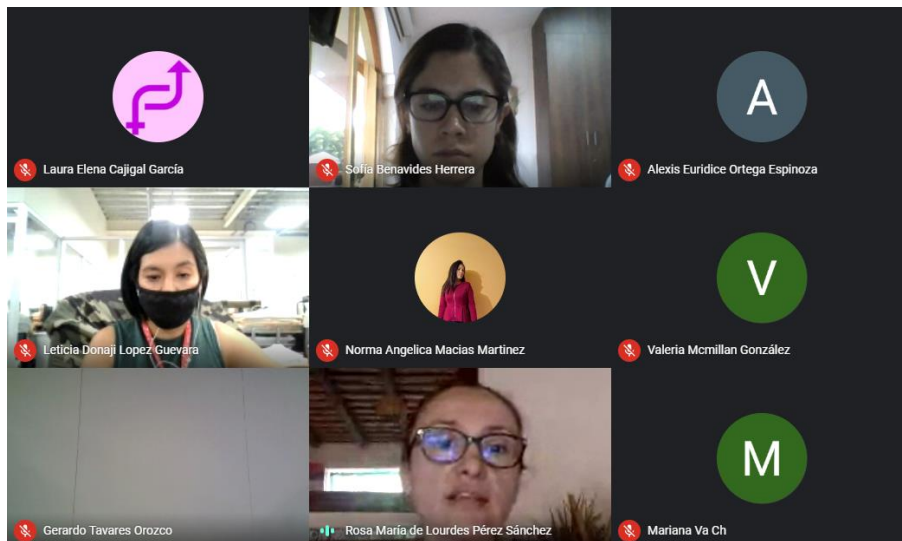 Laura Elena Cajigal García
Sofía Benavides Herrera
A
Alexis Euridice Ortega Espinoza
Leticia Donaji Lopez Guevara
Norma Angelica Macias Martinez
V
Valeria Mcmillan González
Gerardo Tavares Orozco
Rosa María de Lourdes Pérez Sánchez
M
Mariana Va Ch